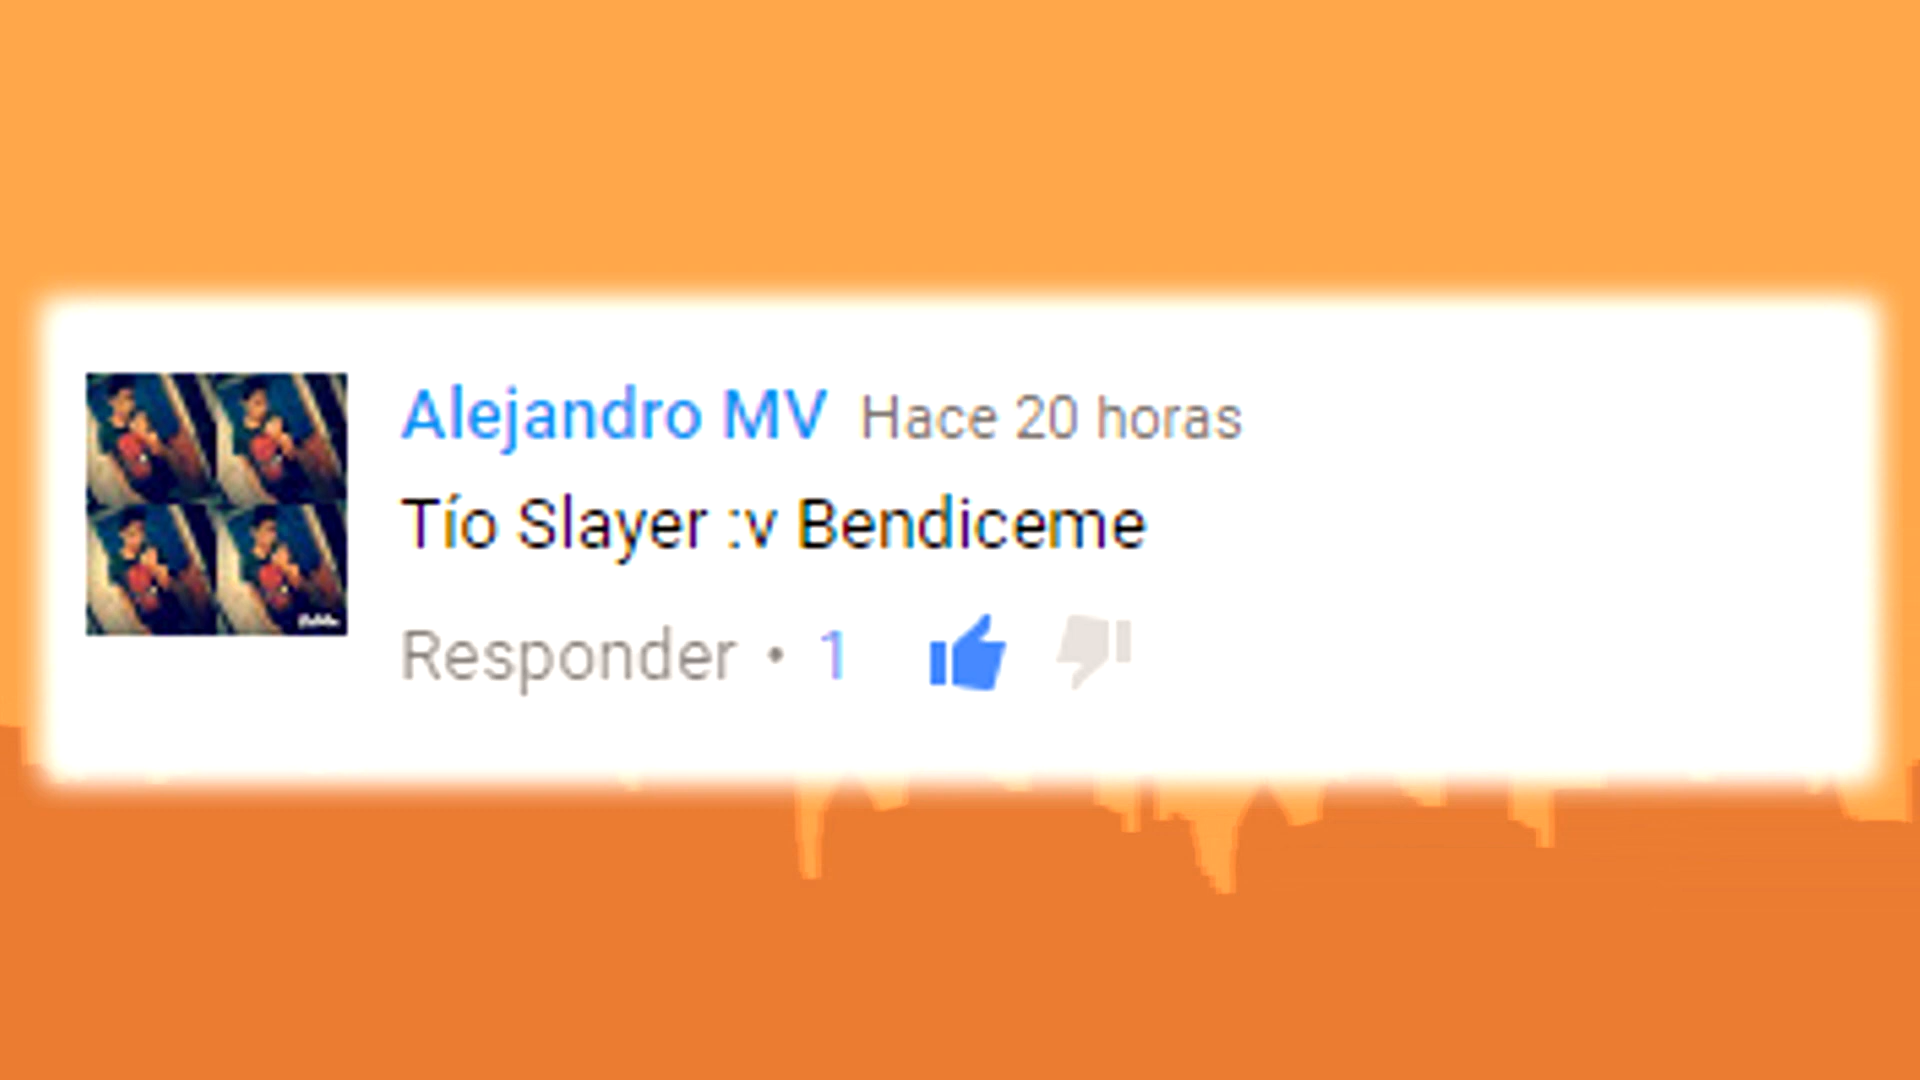 Alejandro MV Hace 20 horas
Tío Slayer :v Bendiceme
Responder • 1